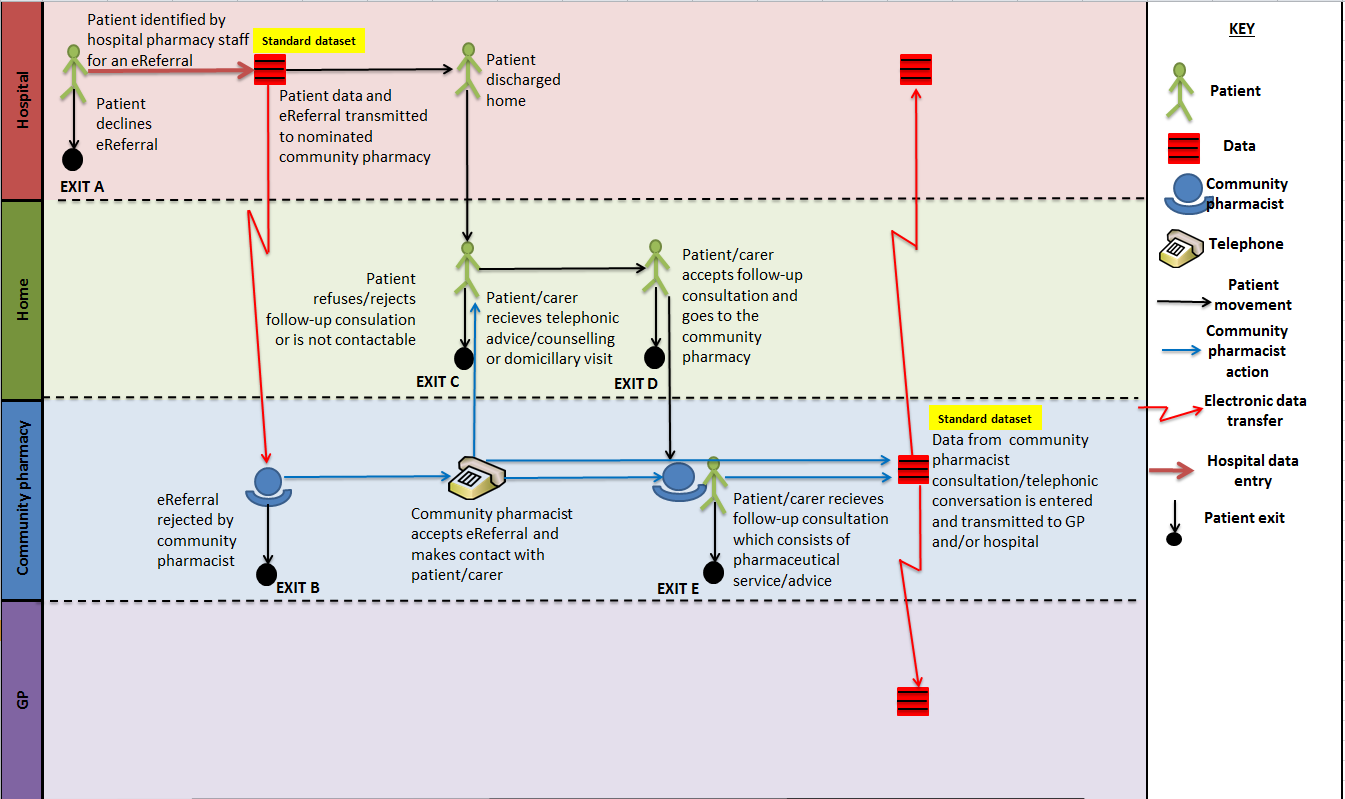 Hospital
Patient identified by
hospital pharmacy staff
for an eReferral
Standard dataset
Patient
declines
eReferral
EXIT A
Patient data and
eReferral transmitted
to nominated
community pharmacy
Patient
discharged
home
Home
Patient
refuses/rejects
follow-up consulation
or is not contactable
EXIT C
Patient/carer
recieves telephonic
advice/counselling
or domicillary visit
Patient/carer
accepts follow-up
consultation and
goes to the
community
pharmacy
EXIT D
Community pharmacy
eReferral
rejected by
community
pharmacist
EXIT B
Community pharmacist
accepts eReferral and
makes contact with
patient/carer
Patient/carer recieves
follow-up consultation
which consists of
pharmaceutical
service/advice
EXIT E
Standard dataset
Data from community
pharmacist
consultation/telephonic
conversation is entered
and transmitted to GP
and/or hospital
GP
KEY
Patient
Data
Community
pharmacist
Telephone
Patient
movement
Community
pharmacist
action
Electronic data
transfer
Hospital data
entry
Patient exit